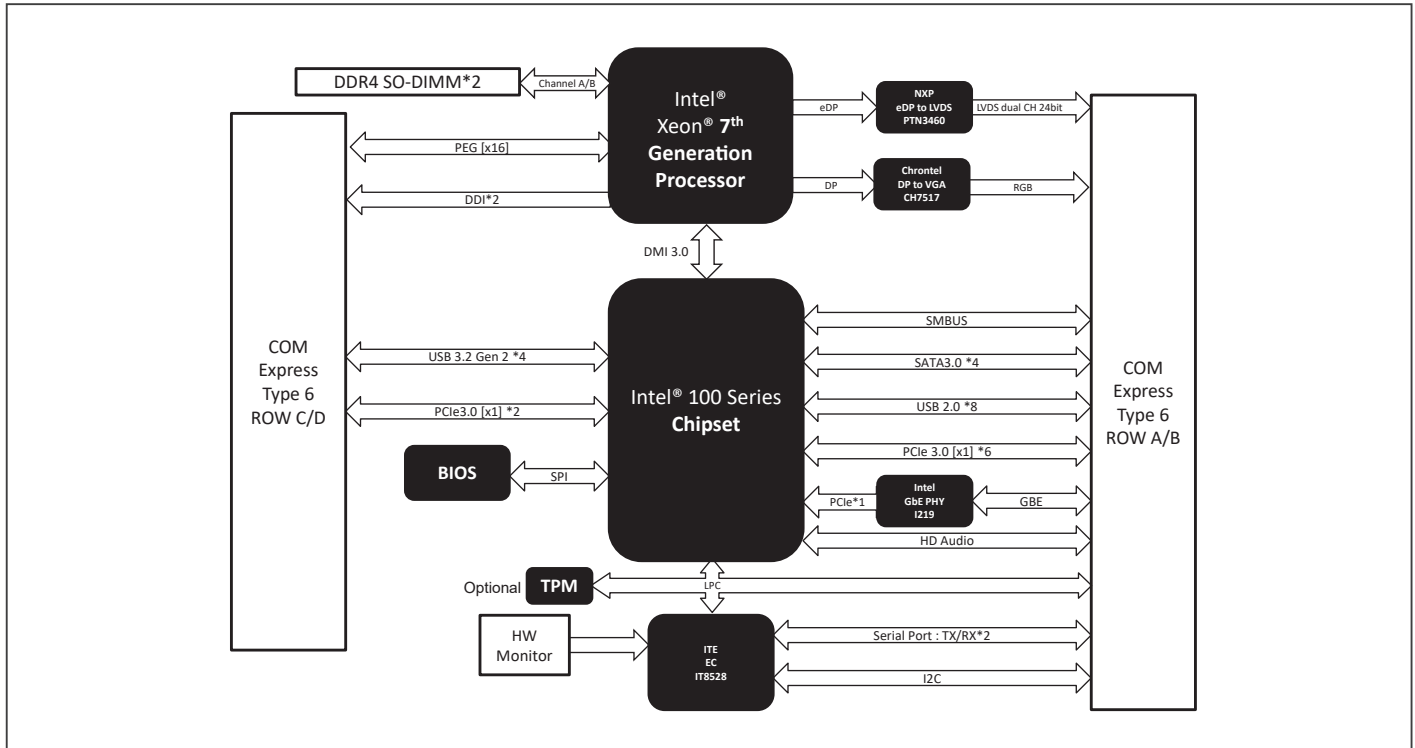 DDR4 SO-DIMM*2
Channel A/B
Intel®
Xeon® 7th
Generation
Processor
eDP
NXP
eDP to LVDS
PTN3460
LVDS dual CH 24bit
PEG [x16]
DP
Chrontel
DP to VGA
CH7517
RGB
DDI*2
DMI 3.0
COM
Express
Type 6
ROW C/D
USB 3.2 Gen 2 *4
PCIe3.0 [x1] *2
BIOS
SPI
Intel® 100 Series
Chipset
SMBUS
SATA3.0 *4
USB 2.0 *8
PCIe 3.0 [x1] *6
PCIe*1
Intel
GbE PHY
I219
GBE
HD Audio
COM
Express
Type 6
ROW A/B
Optional
TPM
LPC
HW
Monitor
ITE
EC
IT8528
Serial Port : TX/RX*2
I2C